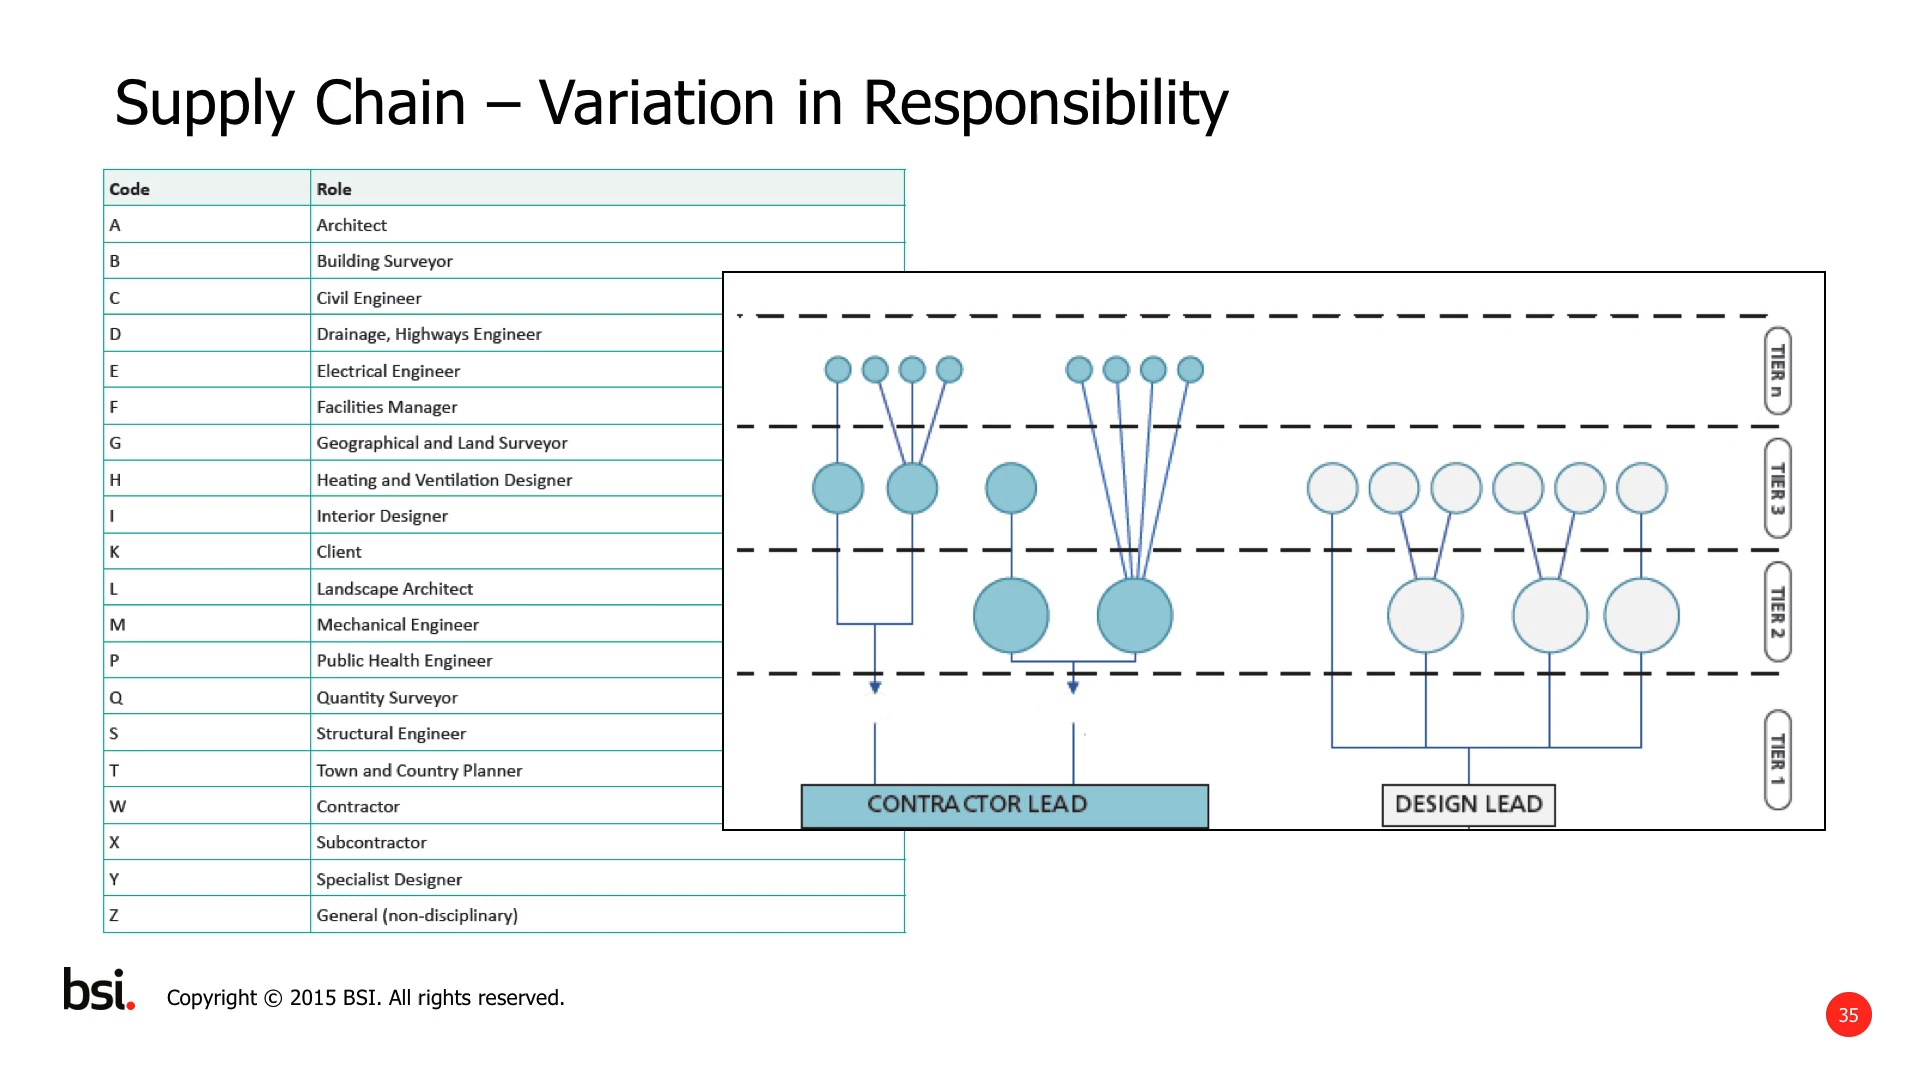 Supply Chain – Variation in Responsibility
Code Role
A Architect
B Building Surveyor
C Civil Engineer
D Drainage, Highways Engineer
E Electrical Engineer
F Facilities Manager
G Geographical and Land Surveyor
H Heating and Ventilation Designer
I Interior Designer
K Client
L Landscape Architect
M Mechanical Engineer
P Public Health Engineer
Q Quantity Surveyor
S Structural Engineer
T Town and Country Planner
W Contractor
X Subcontractor
Y Specialist Designer
Z General (non-disciplinary)
TIER n
TIER 3
TIER 2
TIER 1
CONTRACTOR LEAD
DESIGN LEAD
bsi.
Copyright © 2015 BSI. All rights reserved.
35